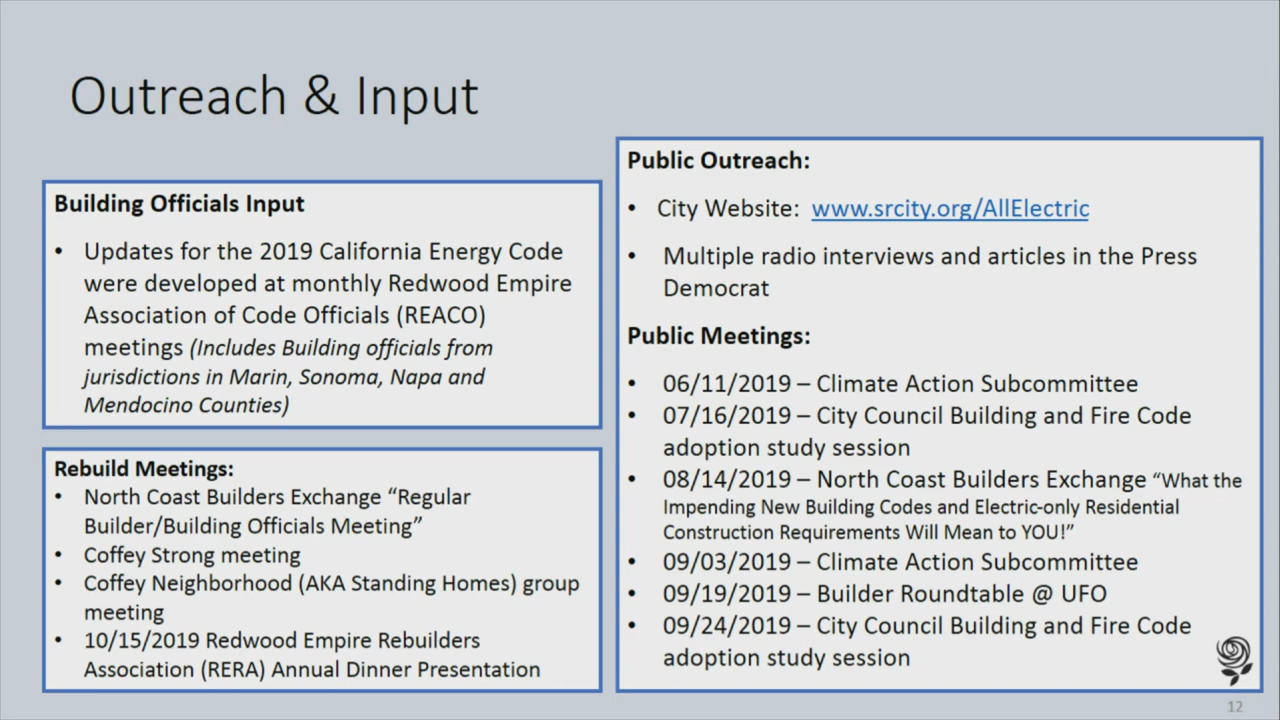 Outreach & Input
Building Officials Input
• Updates for the 2019 California Energy Code
were developed at monthly Redwood Empire
Association of Code Officials (REACO)
meetings (Includes Building officials from
jurisdictions in Marin, Sonoma, Napa and
Mendocino Counties)
Rebuild Meetings:
• North Coast Builders Exchange “Regular
Builder/Building Officials Meeting”
• Coffey Strong meeting
• Coffey Neighborhood (AKA Standing Homes) group
meeting
• 10/15/2019 Redwood Empire Rebuilders
Association (RERA) Annual Dinner Presentation
Public Outreach:
• City Website: www.srcity.org/AllElectric
• Multiple radio interviews and articles in the Press
Democrat
Public Meetings:
• 06/11/2019 – Climate Action Subcommittee
• 07/16/2019 – City Council Building and Fire Code
adoption study session
• 08/14/2019 – North Coast Builders Exchange “What the
Impending New Building Codes and Electric-only Residential
Construction Requirements Will Mean to YOU!”
• 09/03/2019 – Climate Action Subcommittee
• 09/19/2019 – Builder Roundtable @ UFO
• 09/24/2019 – City Council Building and Fire Code
adoption study session
12